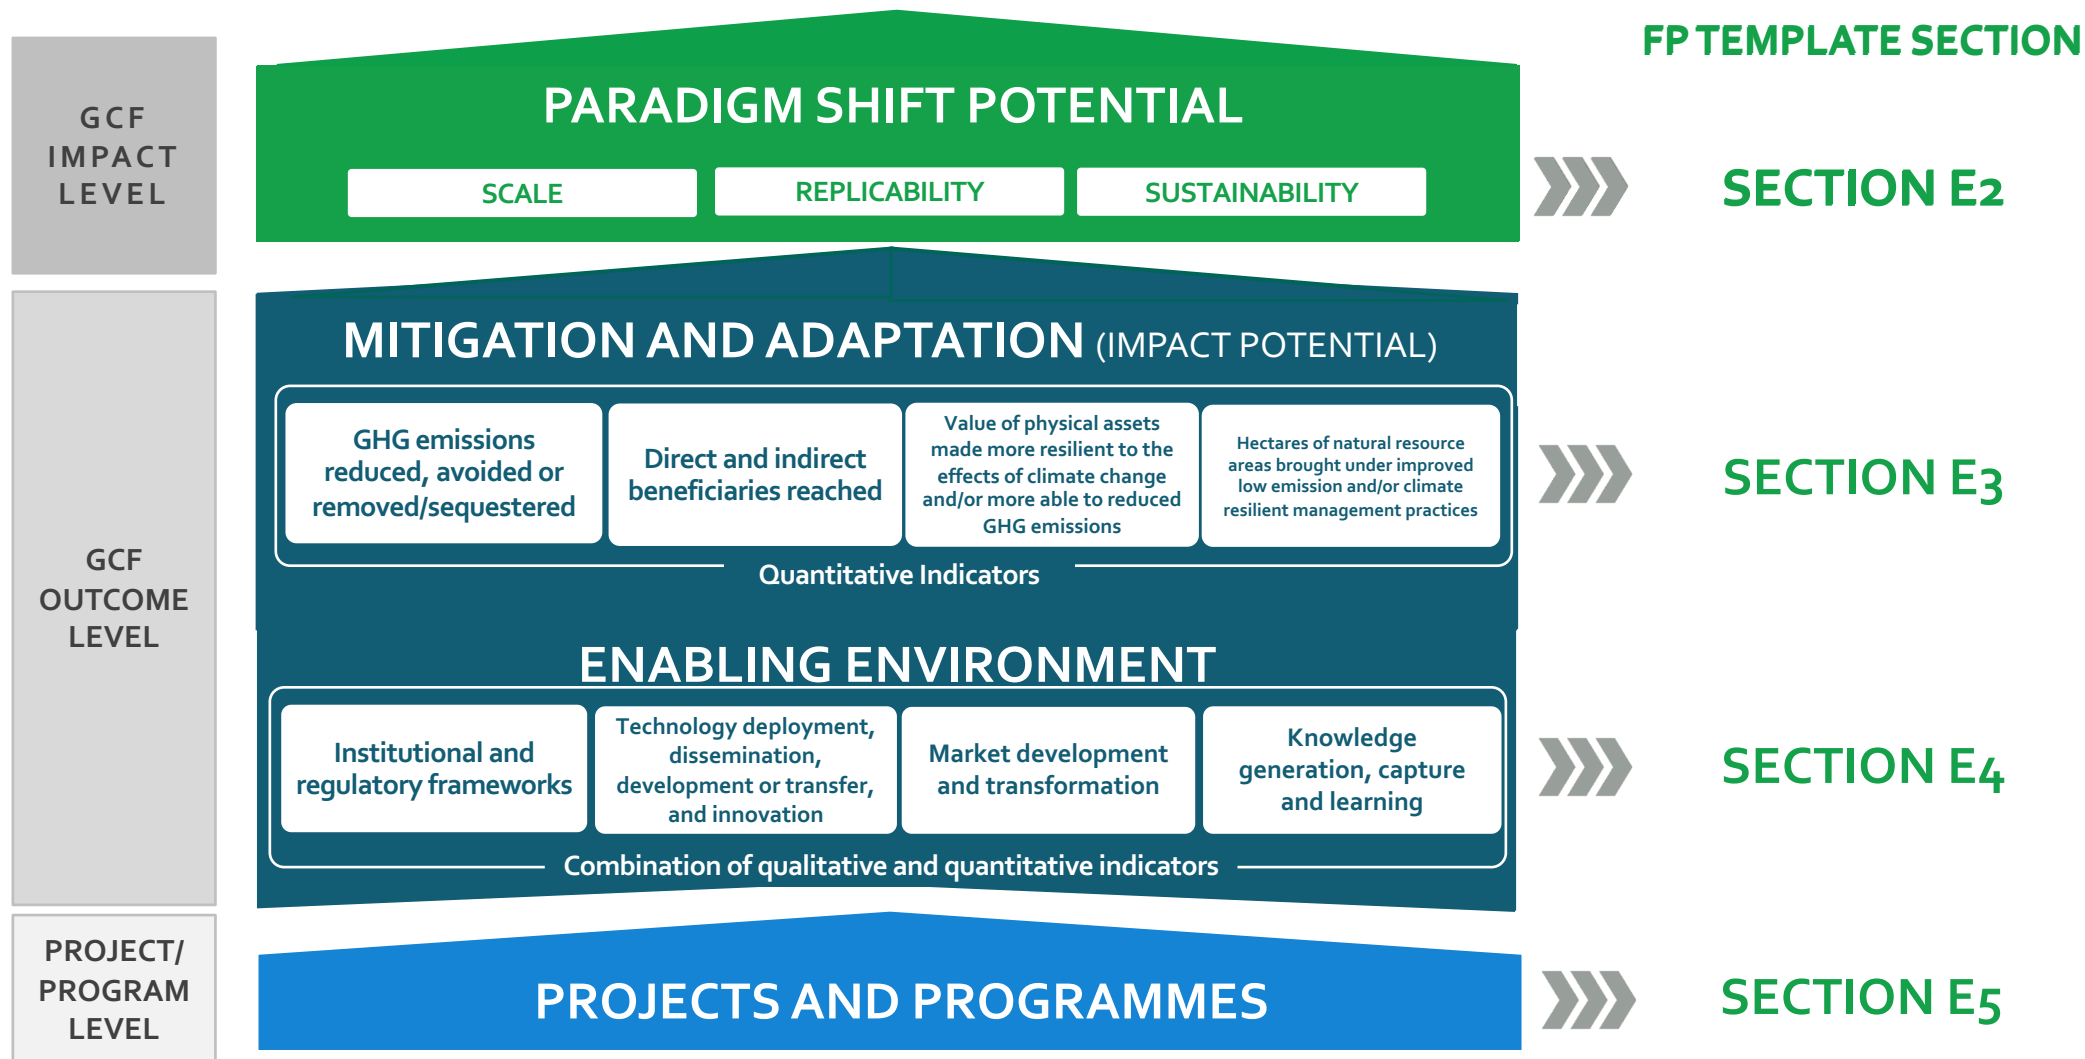 FP TEMPLATE SECTION
GCF
IMPACT
LEVEL
PARADIGM SHIFT POTENTIAL
SCALE
REPLICABILITY
SUSTAINABILITY
SECTION E2
GCF
OUTCOME
LEVEL
MITIGATION AND ADAPTATION (IMPACT POTENTIAL)
GHG emissions
reduced, avoided or
removed/sequestered
Direct and indirect
beneficiaries reached
Value of physical assets
made more resilient to the
effects of climate change
and/or more able to reduced
GHG emissions
Hectares of natural resource
areas brought under improved
low emission and/or climate
resilient management practices
Quantitative Indicators
SECTION E3
ENABLING ENVIRONMENT
Institutional and
regulatory frameworks
Technology deployment,
dissemination,
development or transfer,
and innovation
Market development
and transformation
Knowledge
generation, capture
and learning
Combination of qualitative and quantitative indicators
SECTION E4
PROJECT/
PROGRAM
LEVEL
PROJECTS AND PROGRAMMES
SECTION E5